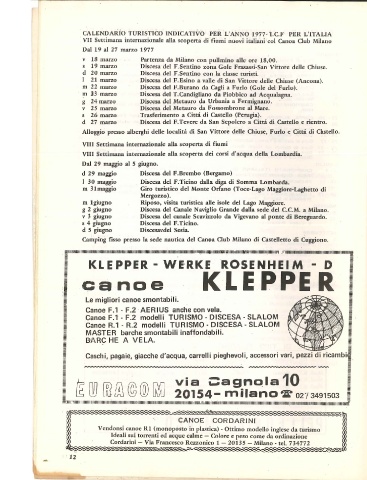 CALENDARIO TURISTICO INDICATIVO PER L'ANNO 1977-I.C.F PER L'ITALIA
VII Settimana internazionale alla scoperta di fiumi nuovi italiani col Canoa Club Milano
Dal 19 al 27 marzo 1977
v 18 marzo Partenza da Milano con pullmino alle ore 18,00.
s 19 marzo Discesa del F.Sentino zona Gole Frasassi-San Vittore delle Chiuse.
d 20 marzo Discesa del F.Sentino con la classe turisti.
l 21 marzo Discesa del F.Esino a valle di San Vittore delle Chiuse (Ancona).
m 22 marzo Discesa del F.Burano da Cagli a Furlo (Gole del Furlo).
m 23 marzo Discesa del T.Candigliano da Piobbico ad Acqualagna.
g 24 marzo Discesa del Metauro da Urbania a Fermignano.
v 25 marzo Discesa del Metauro da Fossombrone al Mare.
s 26 marzo Trasferimento a Città di Castello (Perugia).
d 27 marzo Discesa del F.Tevere da San Sepolcro a Città di Castello e rientro.
Alloggio presso alberghi delle località di San Vittore delle Chiuse, Furlo e Città di Castello.
VIII Settimana internazionale alla scoperta di fiumi
VIII Settimana internazionale alla scoperta dei corsi d'acqua della Lombardia.
Dal 29 maggio al 5 giugno.
d 29 maggio Discesa del F.Brembo (Bergamo)
l 30 maggio Discesa del F.Ticino dalla diga di Somma Lombarda.
m 31maggio Giro turistico del Monte Orfano (Toce-Lago Maggiore-Laghetto di
Mergozzo).
m 1giugno Riposo, visita turistica alle isole del Lago Maggiore.
g 2 giugno Discesa del Canale Naviglio Grande dalla sede del C.C.M. a Milano.
v 3 giugno Discesa del canale Scavizzolo da Vigevano al ponte di Bereguardo.
s 4 giugno Discesa del F.Ticino.
d 5 giugno Discesadel Sesia.
Camping fisso presso la sede nautica del Canoa Club Milano di Castelletto di Cuggiono.
KLEPPER - WERKE ROSENHEIM - D
canoe KLEPPER
Le migliori canoe smontabili.
Canoe F.1 - F.2 AERIUS anche con vela.
Canoe F.1 - F.2 modelli TURISMO - DISCESA - SLALOM
Canoe R.1 - R.2 modelli TURISMO - DISCESA - SLALOM
MASTER barche smontabili inaffondabili.
BARCHE A VELA.
Caschi, pagaie, giacche d'acqua, carrelli pieghevoli, accessori vari, pezzi di ricambio
EURACOM via Cagnola 10
20154-milano ☎ 02/3491503
CANOE CORDARINI
Vendonsi canoe R1 (monoposto in plastica) - Ottimo modello inglese da turismo
Ideali sui torrenti ed acque calme - Colore e peso come da ordinazione
Cordarini - Via Francesco Rezzonico 1 - 20135 - Milano - tel. 734772
12